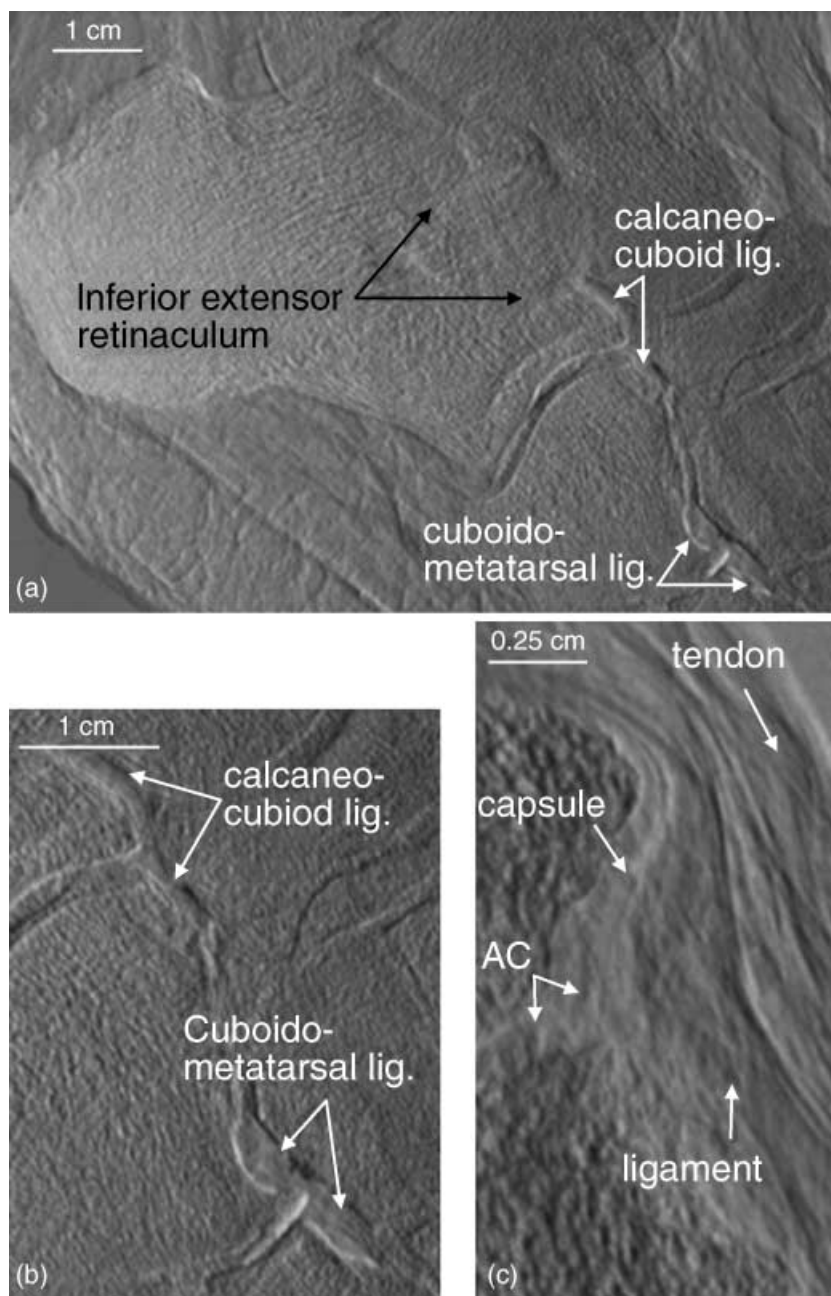 1 cm
calcaneo-
cuboid lig.
Inferior extensor
retinaculum
cuboido-
metatarsal lig.
(a)
1 cm
calcaneo-
cubiod lig.
Cuboido-
metatarsal lig.
(b)
0.25 cm
tendon
capsule
AC
ligament
(c)